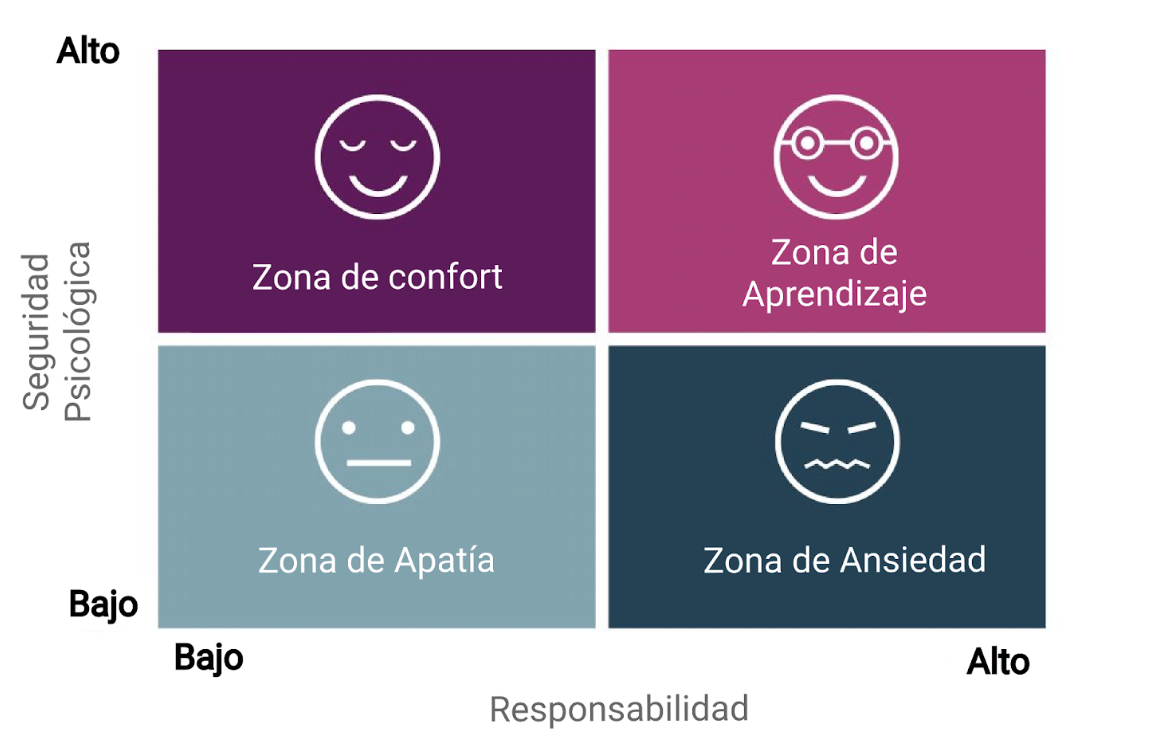 Alto
Zona de confort
Zona de
Aprendizaje
Seguridad
Psicológica
Zona de Apatía
Zona de Ansiedad
Bajo
Bajo
Alto
Responsabilidad